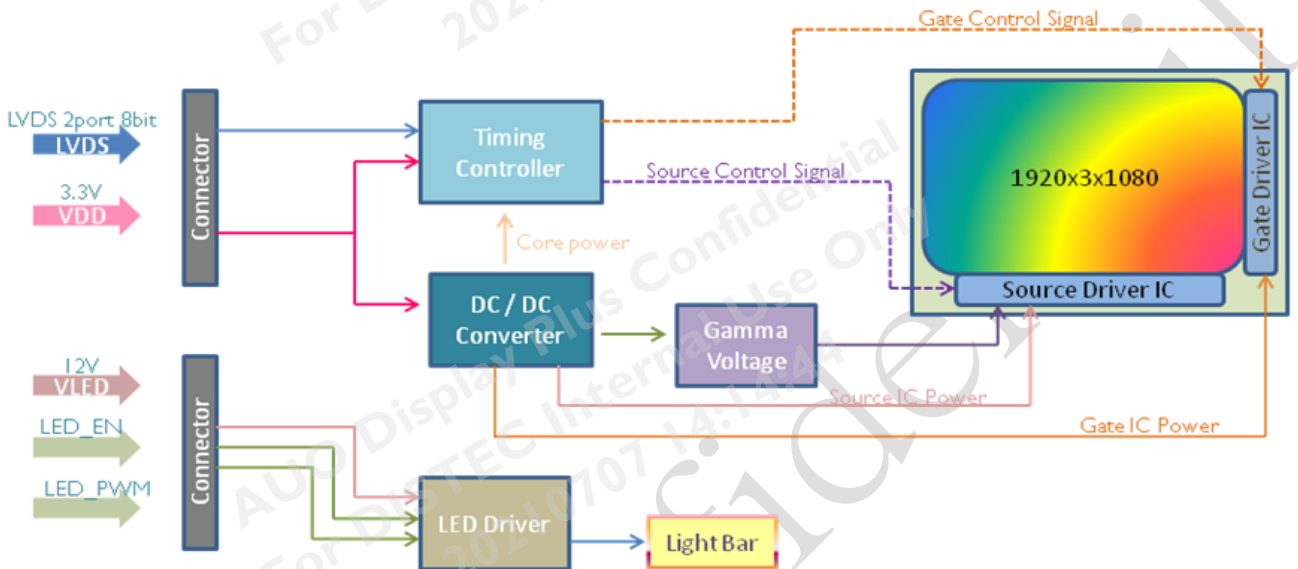 Gate Control Signal
LVDS 2port 8bit
LVDS
3.3V
VDD
Connector
Timing
Controller
Source Control Signal
1920x3x1080
Gate Driver IC
Source Driver IC
Core power
DC / DC
Converter
Gamma
Voltage
Source IC Power
Gate IC Power
12V
VLED
LED_EN
LED_PWM
Connector
LED Driver
Light Bar
AUO Display Plus Confidential
For DISTEC Internal Use Only
20210707 14:14:44